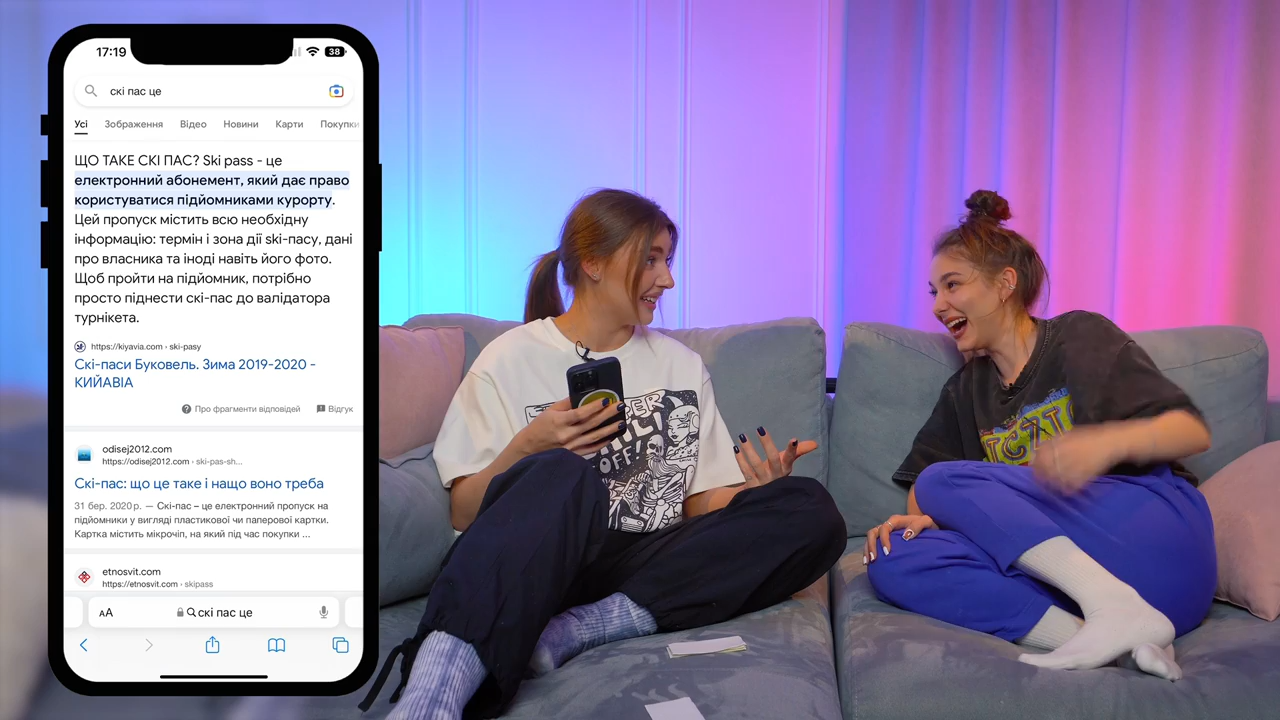 17:19
38
скі пас це
Усі Зображення Відео Новини Карти Покупки
ЩО ТАКЕ СКІ ПАС? Ski pass - це
електронний абонемент, який дає право
користуватися підйомниками курорту.
Цей пропуск містить всю необхідну
інформацію: термін і зона дії ski-пасу, дані
про власника та іноді навіть його фото.
Щоб пройти на підйомник, потрібно
просто піднести скі-пас до валідатора
турнікета.
https://kiyavia.com › ski-pasy
Скі-паси Буковель. Зима 2019-2020 -
КИЙАВІА
Про фрагменти відповідей Відгук
odisej2012.com
https://odisej2012.com › ski-pas-sh...
Скі-пас: що це таке і нащо воно треба
31 бер. 2020 р. — Скі-пас – це електронний пропуск на
підйомники у вигляді пластикової чи паперової картки.
Картка містить мікрочіп, на який під час покупки ...
etnosvit.com
https://etnosvit.com › skipass
AA скі пас це
OFF!